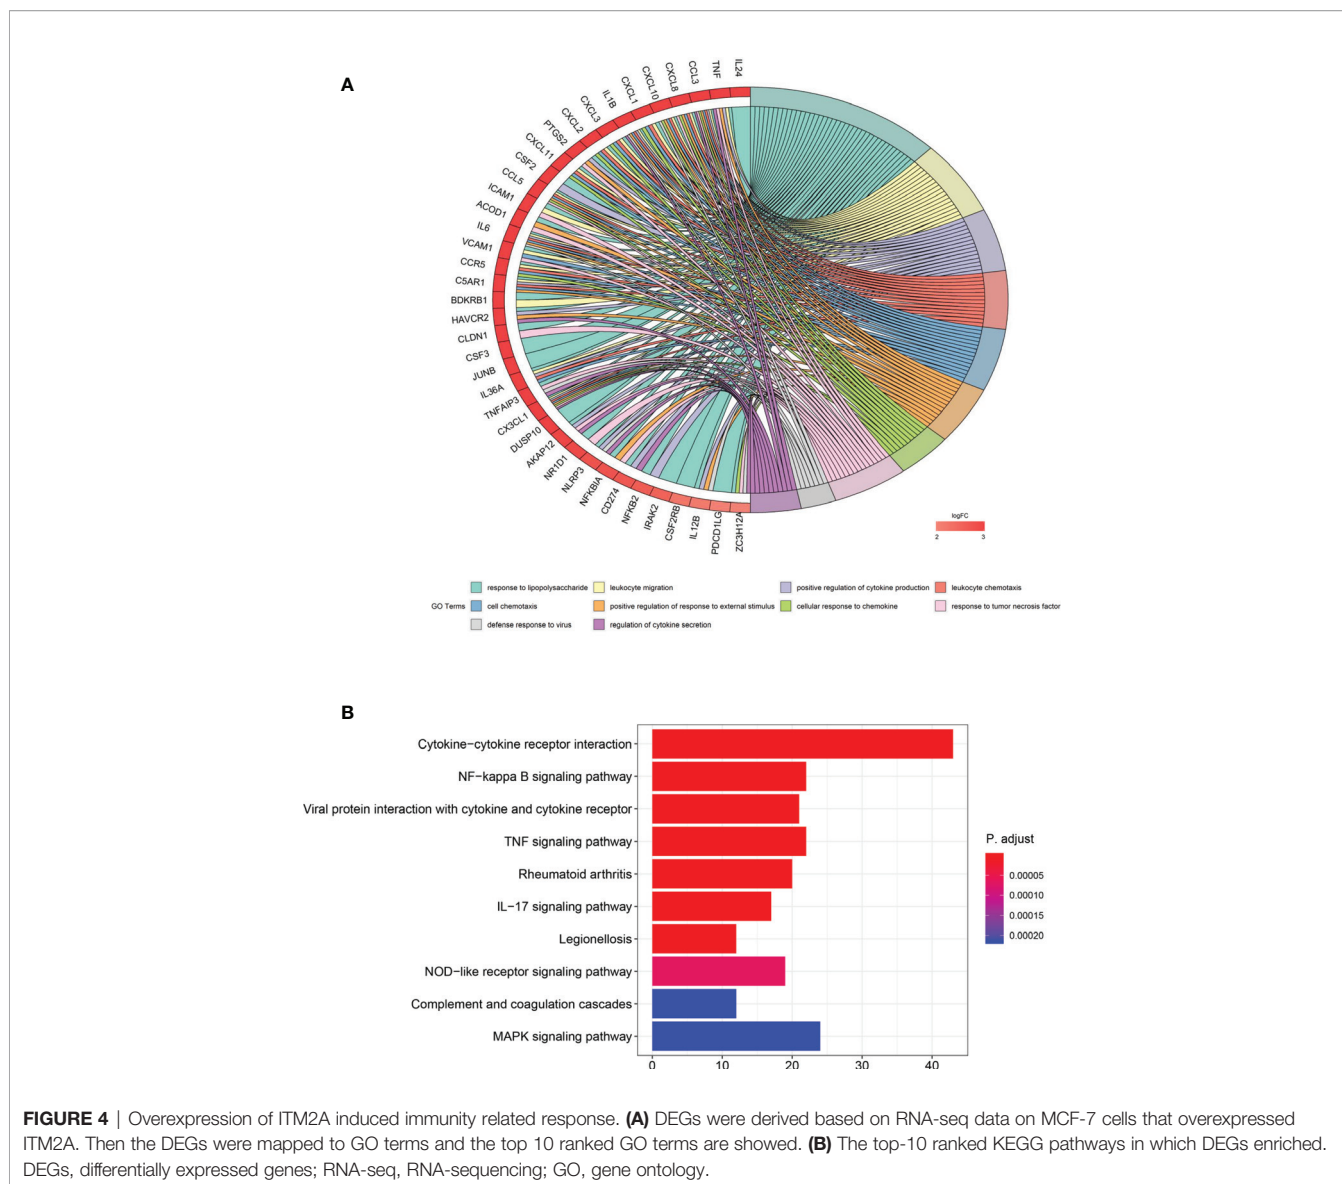 A
IL24
TNF
CCL3
CXCL8
CXCL10
CXCL1
IL1B
CXCL3
CXCL2
PTGS2
CXCL11
CSF2
CCL5
ICAM1
ACOD1
IL6
VCAM1
CCR5
C5AR1
BDKRB1
HAVCR2
CLDN1
CSF3
JUNB
IL36A
TNFAIP3
CX3CL1
DUSP10
AKAP12
NR1D1
NLRP3
NFKBIA
CD274
NFKB2
IRAK2
CSF2RB
IL12B
PDCD1LG
ZC3H12A
logFC
2 3
response to lipopolysaccharide leukocyte migration positive regulation of cytokine production leukocyte chemotaxis
GO Terms cell chemotaxis positive regulation of response to external stimulus cellular response to chemokine response to tumor necrosis factor
defense response to virus regulation of cytokine secretion
B
Cytokine−cytokine receptor interaction
NF−kappa B signaling pathway
Viral protein interaction with cytokine and cytokine receptor
TNF signaling pathway
Rheumatoid arthritis
IL−17 signaling pathway
Legionellosis
NOD−like receptor signaling pathway
Complement and coagulation cascades
MAPK signaling pathway
0 10 20 30 40
P. adjust
0.00005
0.00010
0.00015
0.00020
FIGURE 4 | Overexpression of ITM2A induced immunity related response. (A) DEGs were derived based on RNA-seq data on MCF-7 cells that overexpressed
ITM2A. Then the DEGs were mapped to GO terms and the top 10 ranked GO terms are showed. (B) The top-10 ranked KEGG pathways in which DEGs enriched.
DEGs, differentially expressed genes; RNA-seq, RNA-sequencing; GO, gene ontology.